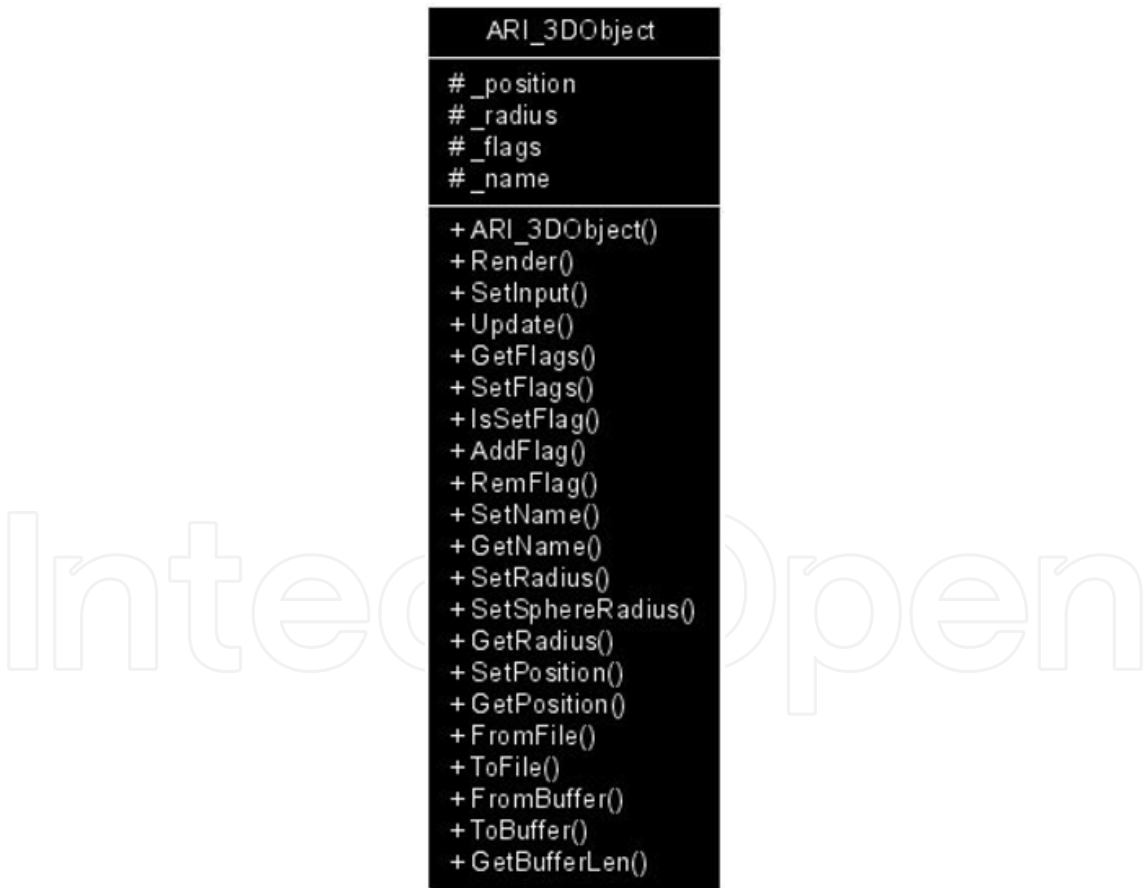 ARI_3DObject
# _position
# _radius
# _flags
# _name
+ ARI_3DObject()
+ Render()
+ SetInput()
+ Update()
+ GetFlags()
+ SetFlags()
+ IsSetFlag()
+ AddFlag()
+ RemFlag()
+ SetName()
+ GetName()
+ SetRadius()
+ SetSphereRadius()
+ GetRadius()
+ SetPosition()
+ GetPosition()
+ FromFile()
+ ToFile()
+ FromBuffer()
+ ToBuffer()
+ GetBufferLen()
IntechOpen